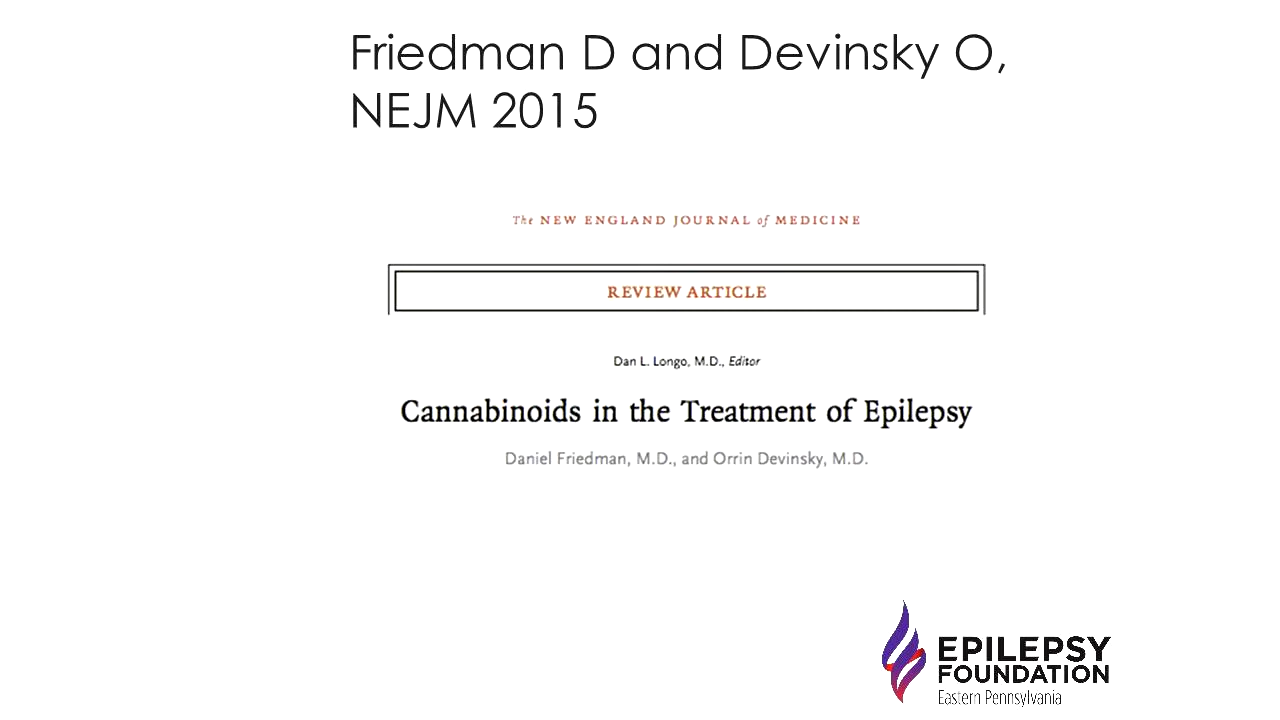 Friedman D and Devinsky O,
NEJM 2015
The NEW ENGLAND JOURNAL of MEDICINE
REVIEW ARTICLE
Dan L. Longo, M.D., Editor
Cannabinoids in the Treatment of Epilepsy
Daniel Friedman, M.D., and Orrin Devinsky, M.D.
EPILEPSY
FOUNDATION
Eastern Pennsylvania